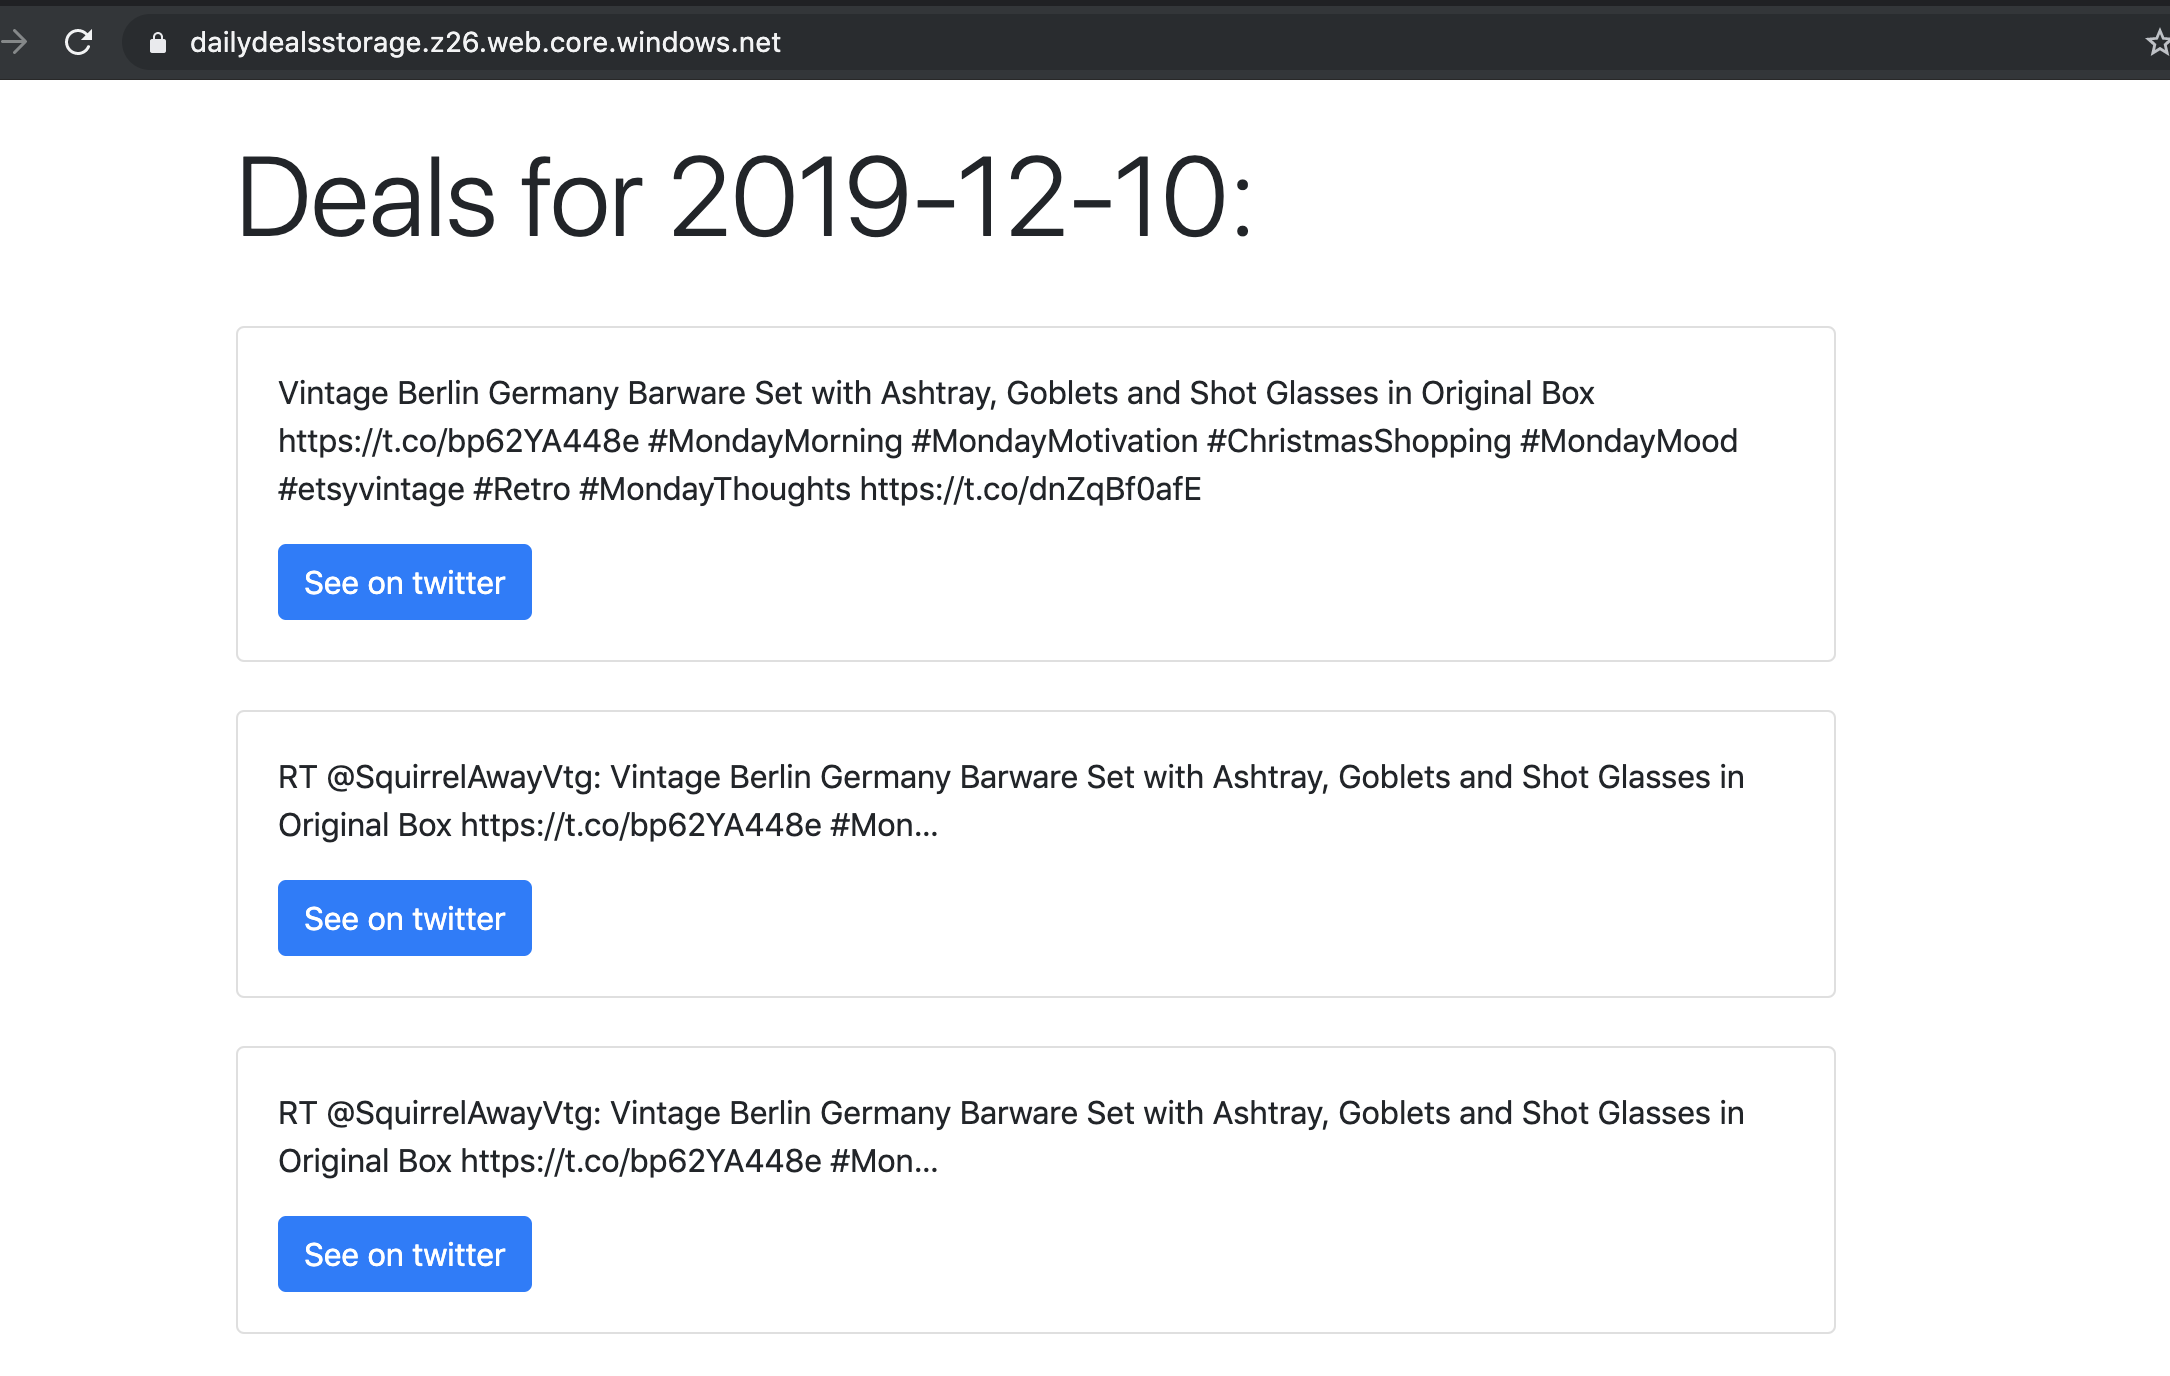 dailydealsstorage.z26.web.core.windows.net
Deals for 2019-12-10:
Vintage Berlin Germany Barware Set with Ashtray, Goblets and Shot Glasses in Original Box
https://t.co/bp62YA448e #MondayMorning #MondayMotivation #ChristmasShopping #MondayMood
#etsyvintage #Retro #MondayThoughts https://t.co/dnZqBf0afE
See on twitter
RT @SquirrelAwayVtg: Vintage Berlin Germany Barware Set with Ashtray, Goblets and Shot Glasses in
Original Box https://t.co/bp62YA448e #Mon…
See on twitter
RT @SquirrelAwayVtg: Vintage Berlin Germany Barware Set with Ashtray, Goblets and Shot Glasses in
Original Box https://t.co/bp62YA448e #Mon…
See on twitter